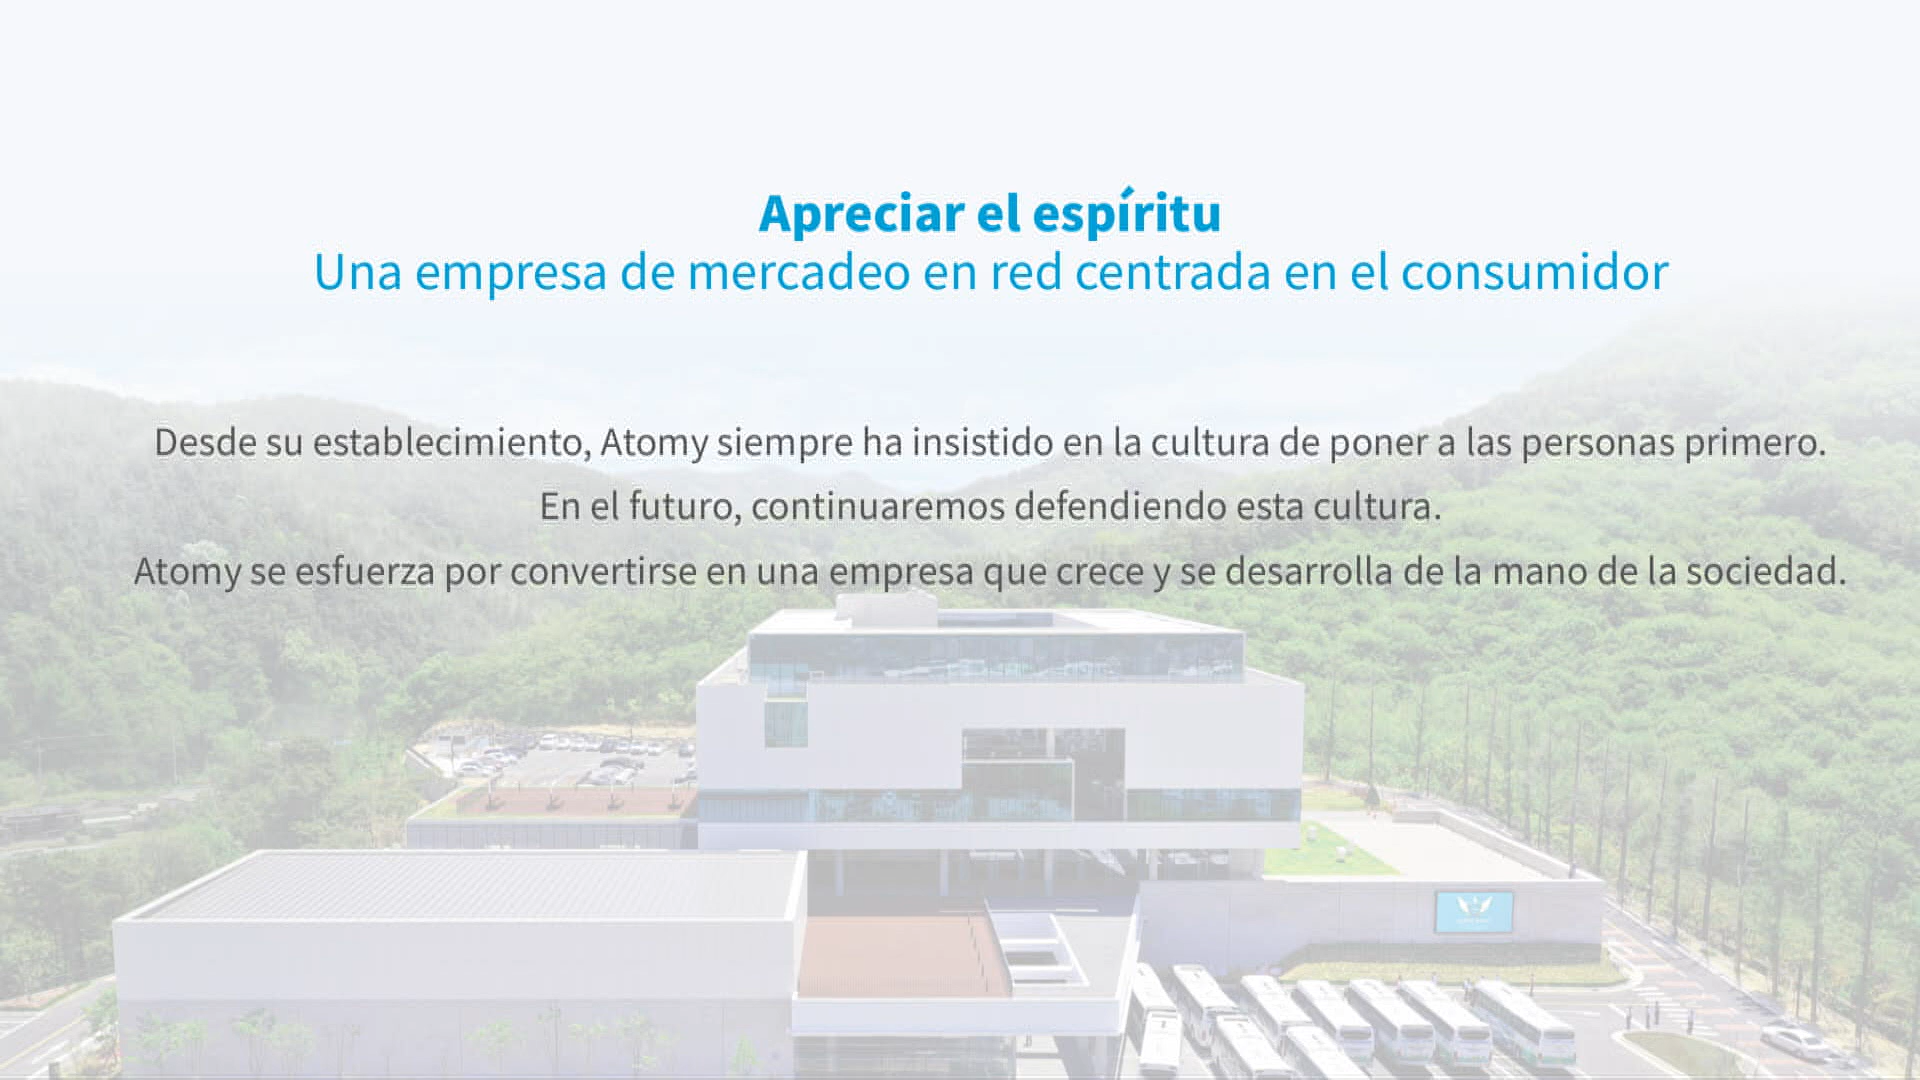 Apreciar el espíritu
Una empresa de mercadeo en red centrada en el consumidor
Desde su establecimiento, Atomy siempre ha insistido en la cultura de poner a las personas primero.
En el futuro, continuaremos defendiendo esta cultura.
Atomy se esfuerza por convertirse en una empresa que crece y se desarrolla de la mano de la sociedad.